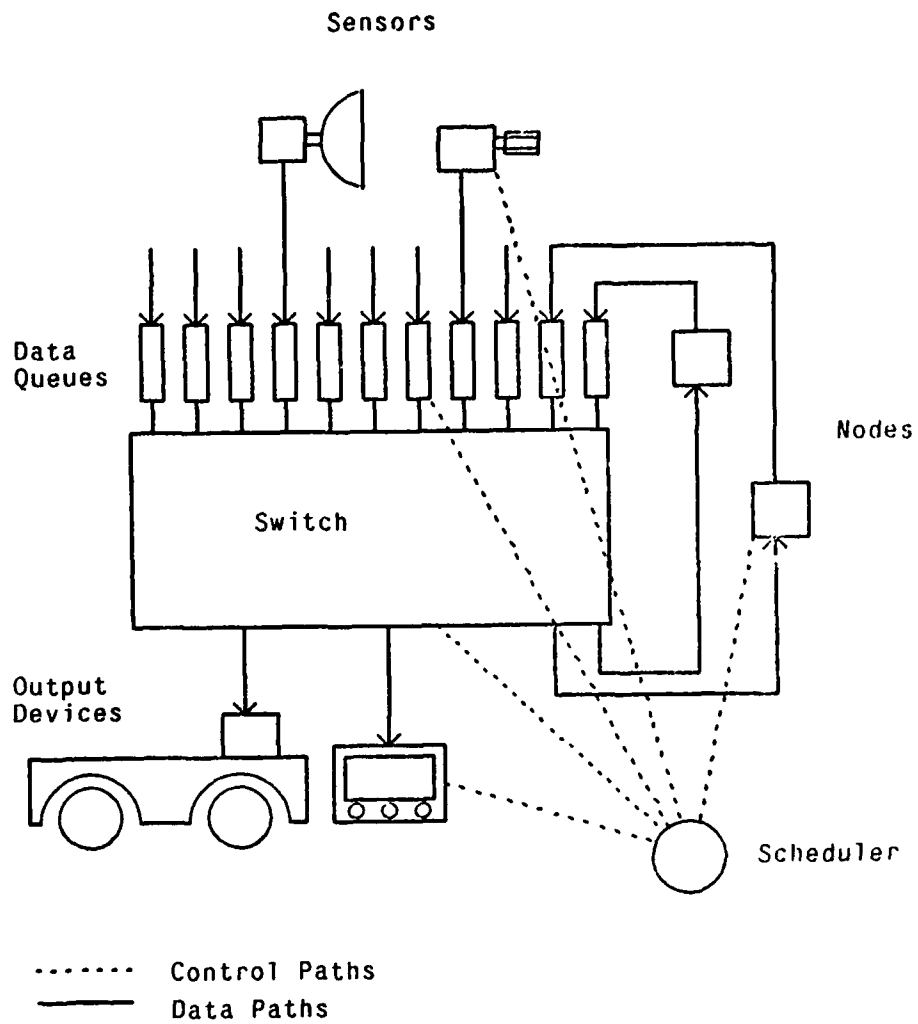 Sensors
Data
Queues
Nodes
Switch
Output
Devices
Scheduler
Control Paths
Data Paths